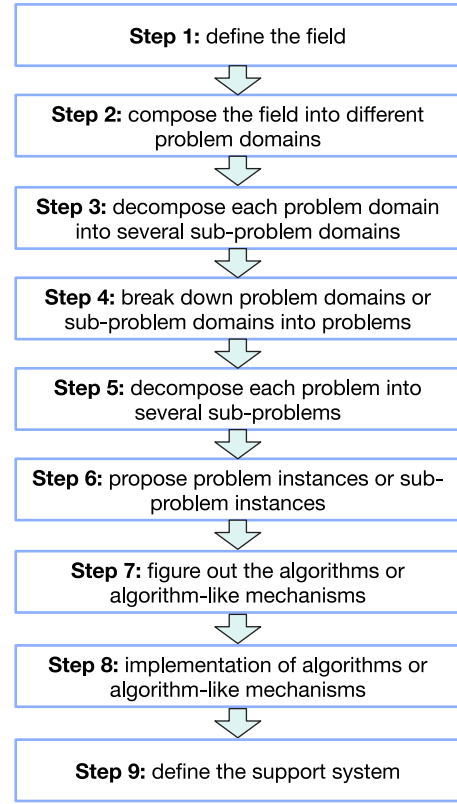 Step 1: define the field
Step 2: compose the field into different
problem domains
Step 3: decompose each problem domain
into several sub-problem domains
Step 4: break down problem domains or
sub-problem domains into problems
Step 5: decompose each problem into
several sub-problems
Step 6: propose problem instances or sub-
problem instances
Step 7: figure out the algorithms or
algorithm-like mechanisms
Step 8: implementation of algorithms or
algorithm-like mechanisms
Step 9: define the support system